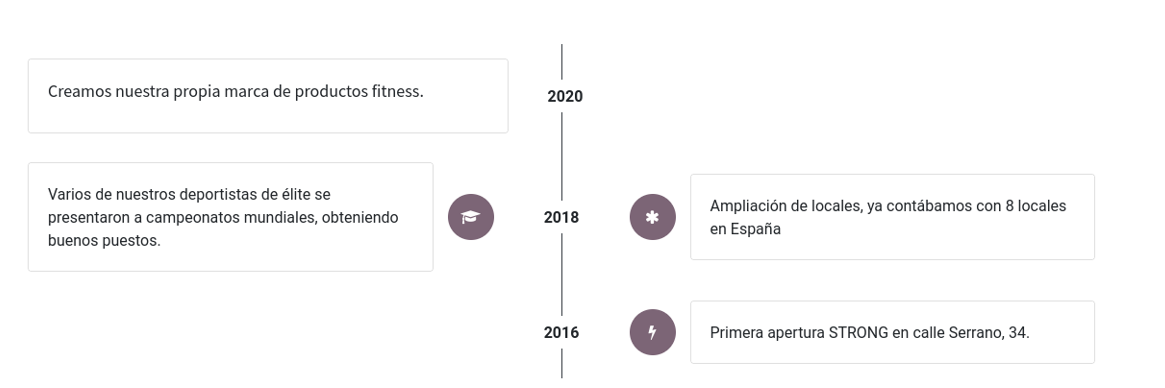 Creamos nuestra propia marca de productos fitness.
2020
Varios de nuestros deportistas de élite se
presentaron a campeonatos mundiales, obteniendo
buenos puestos.
2018
Ampliación de locales, ya contábamos con 8 locales
en España
2016
Primera apertura STRONG en calle Serrano, 34.